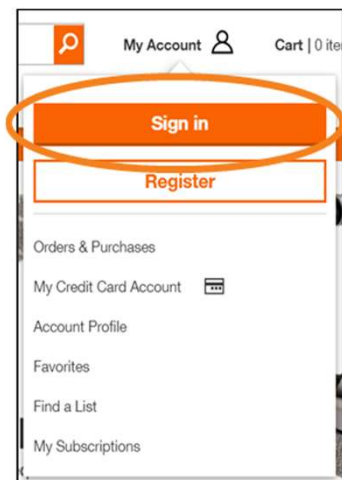 My Account
Cart | 0 ite
Sign in
Register
Orders & Purchases
My Credit Card Account
Account Profile
Favorites
Find a List
My Subscriptions